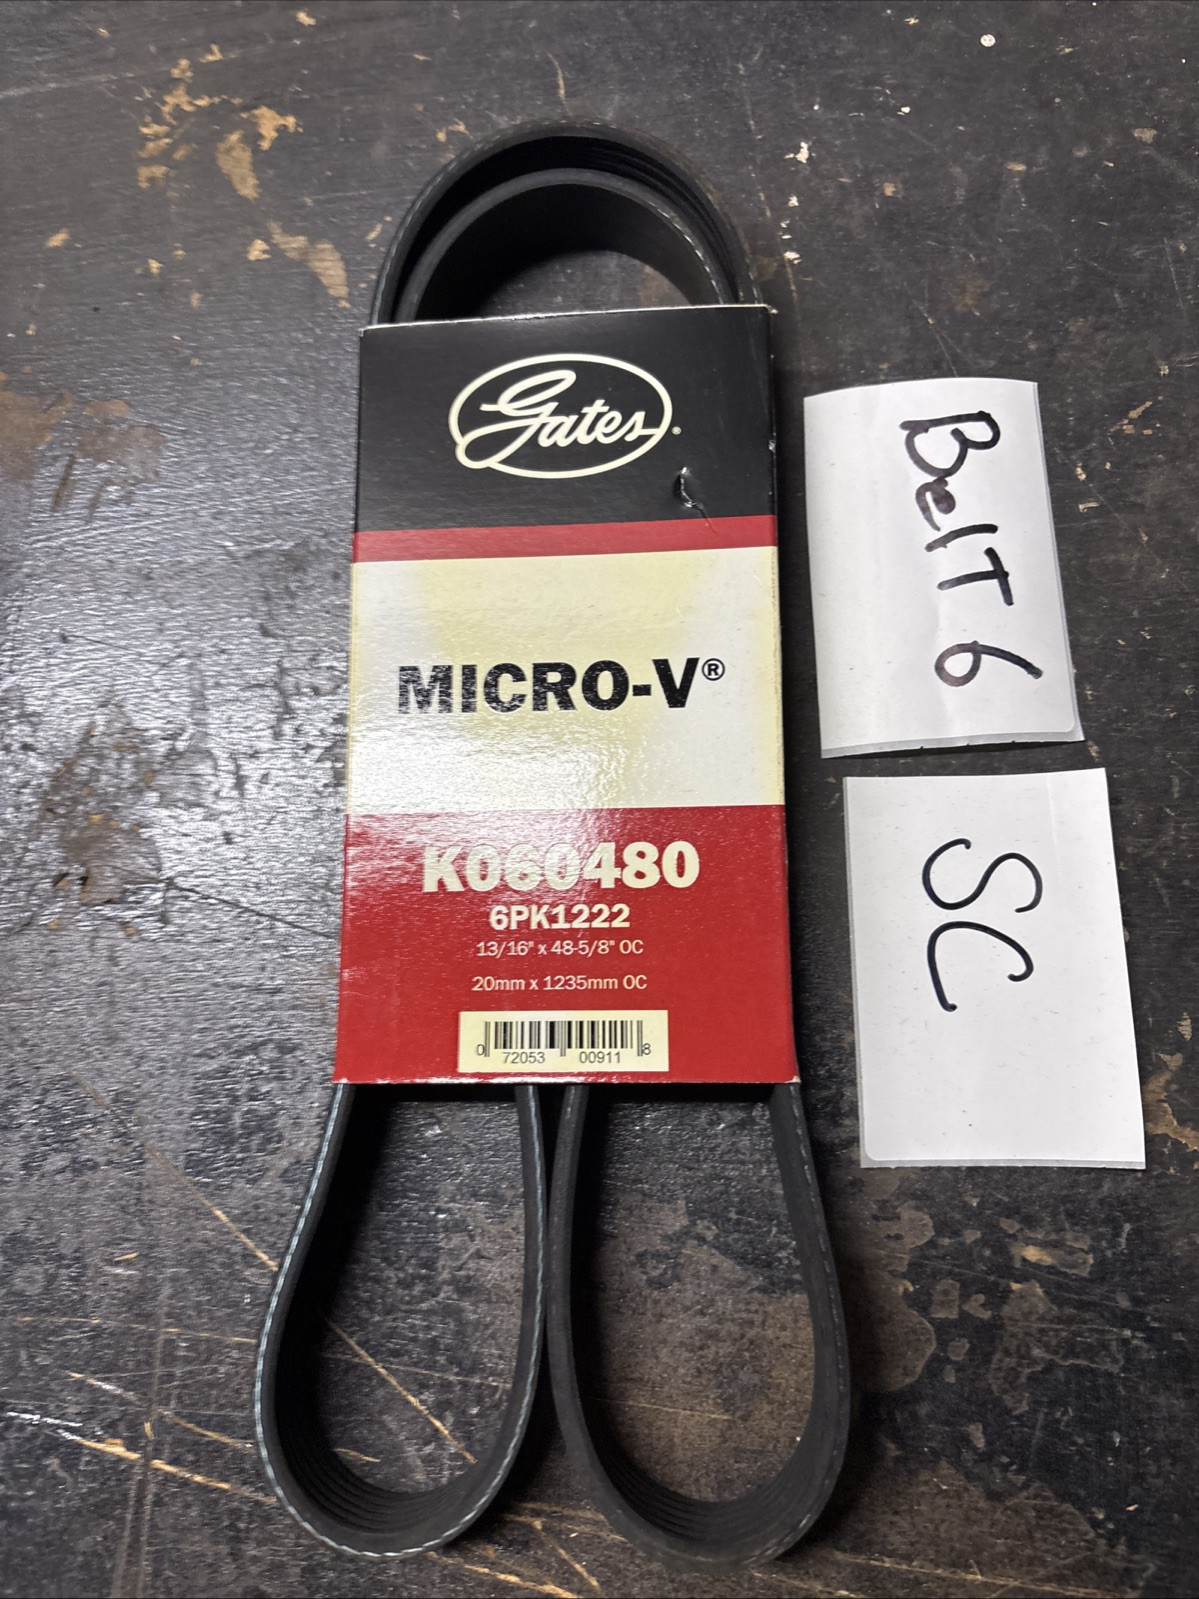 Gates®
MICRO-V®
K060480
6PK1222
13/16" x 48-5/8" OC
20mm x 1235mm OC
0 72053 00911 8
BelT 6
SC